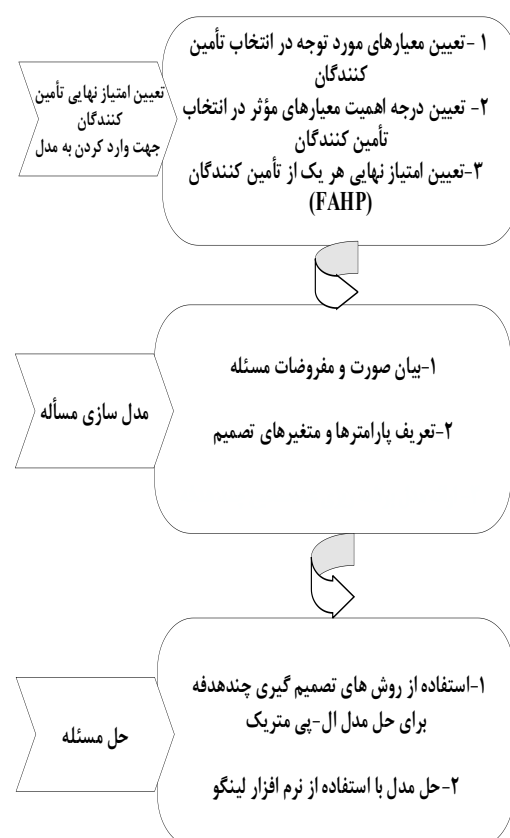 ۱ -تعیین معیارهای مورد توجه در انتخاب تأمین
کنندگان
۲- تعیین درجه اهمیت معیارهای مؤثر در انتخاب
تأمین کنندگان
۳-تعیین امتیاز نهایی هر یک از تأمین کنندگان
(FAHP)
تعیین امتیاز نهایی تأمین
کنندگان
جهت وارد کردن به مدل
۱-بیان صورت و مفروضات مسئله
۲-تعریف پارامترها و متغیرهای تصمیم
مدل سازی مسأله
۱-استفاده از روش های تصمیم گیری چندهدفه
برای حل مدل ال-پی متریک
۲-حل مدل با استفاده از نرم افزار لینگو
حل مسئله